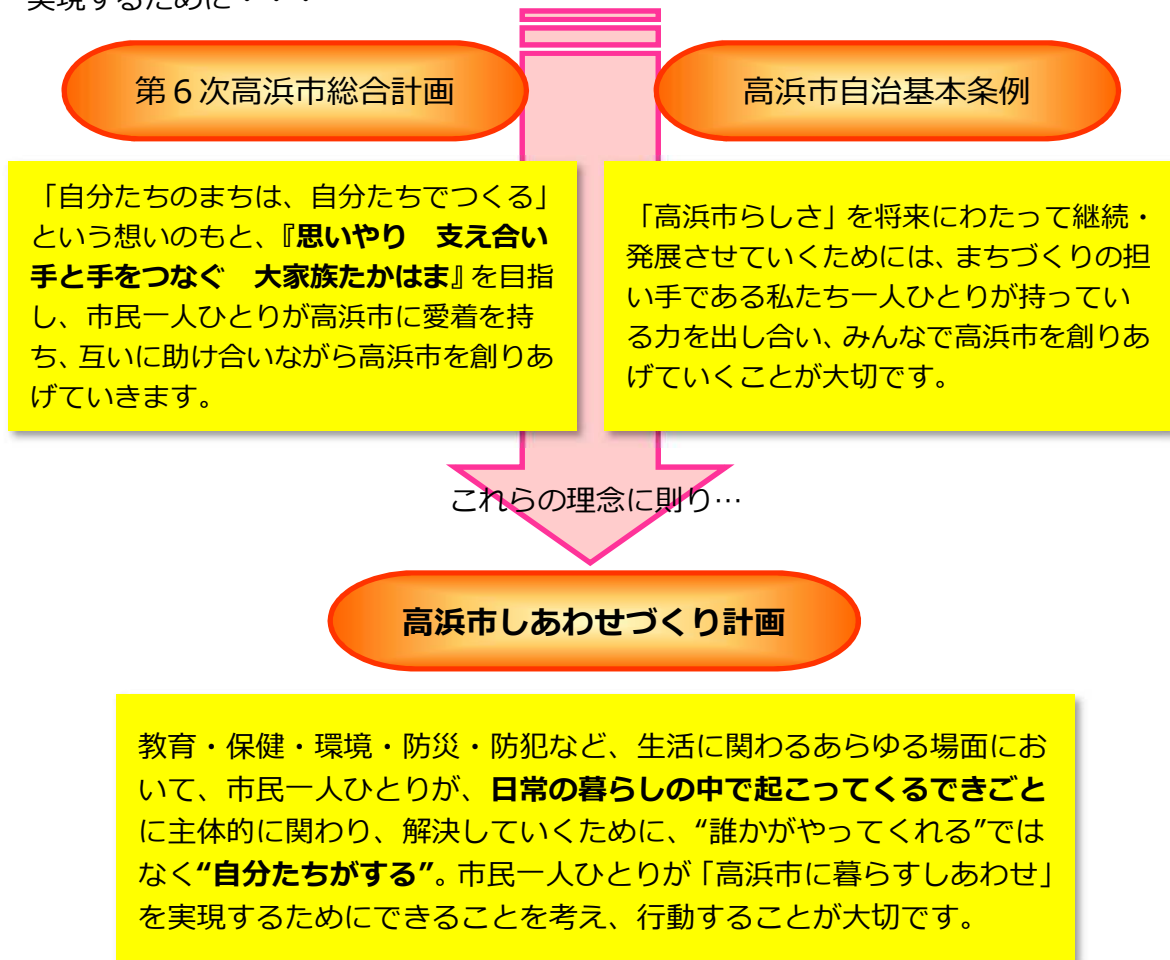 実現するために・・・
第６次高浜市総合計画
高浜市自治基本条例
「自分たちのまちは、自分たちでつくる」
という想いのもと、『思いやり　支え合い
手と手をつなぐ　大家族たかはま』を目指
し、市民一人ひとりが高浜市に愛着を持
ち、互いに助け合いながら高浜市を創りあ
げていきます。
「高浜市らしさ」を将来にわたって継続・
発展させていくためには、まちづくりの担
い手である私たち一人ひとりが持ってい
る力を出し合い、みんなで高浜市を創りあ
げていくことが大切です。
これらの理念に則り…
高浜市しあわせづくり計画
教育・保健・環境・防災・防犯など、生活に関わるあらゆる場面にお
いて、市民一人ひとりが、日常の暮らしの中で起こってくるできごと
に主体的に関わり、解決していくために、“誰かがやってくれる”では
なく“自分たちがする”。市民一人ひとりが「高浜市に暮らすしあわせ」
を実現するためにできることを考え、行動することが大切です。